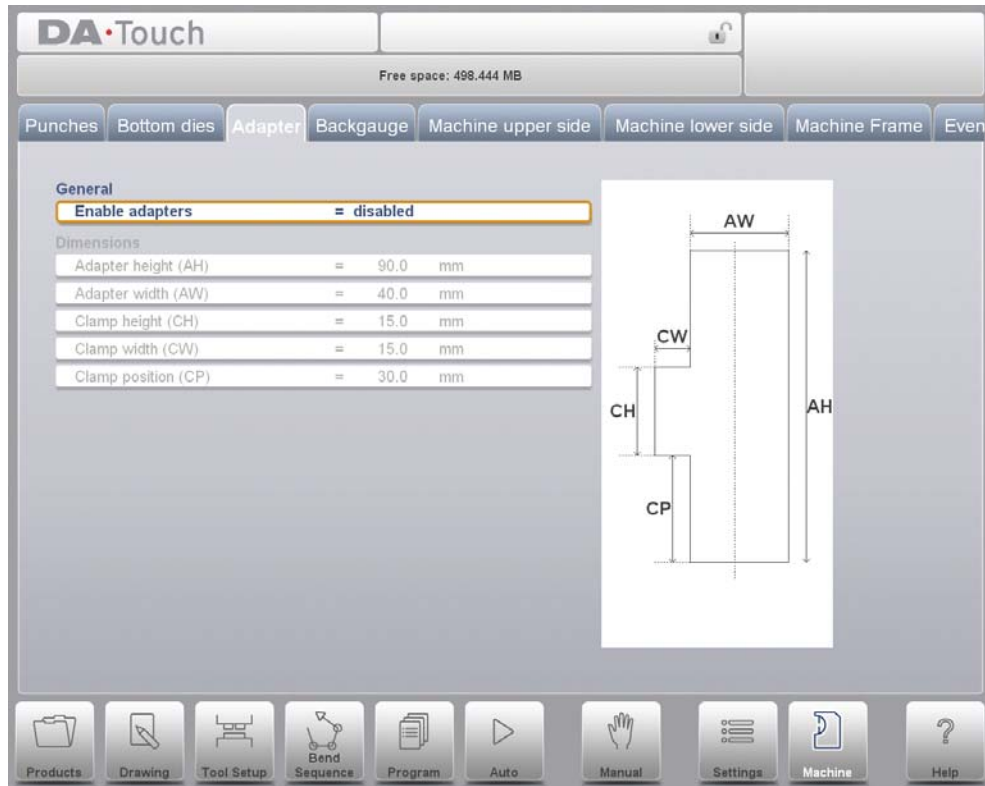 DA·Touch
Free space: 498.444 MB
Punches Bottom dies Adapter Backgauge Machine upper side Machine lower side Machine Frame Even
General
Enable adapters = disabled
Dimensions
Adapter height (AH) = 90.0 mm
Adapter width (AW) = 40.0 mm
Clamp height (CH) = 15.0 mm
Clamp width (CW) = 15.0 mm
Clamp position (CP) = 30.0 mm
AW
CW
CH
AH
CP
Products Drawing Tool Setup Bend Sequence Program Auto Manual Settings Machine Help